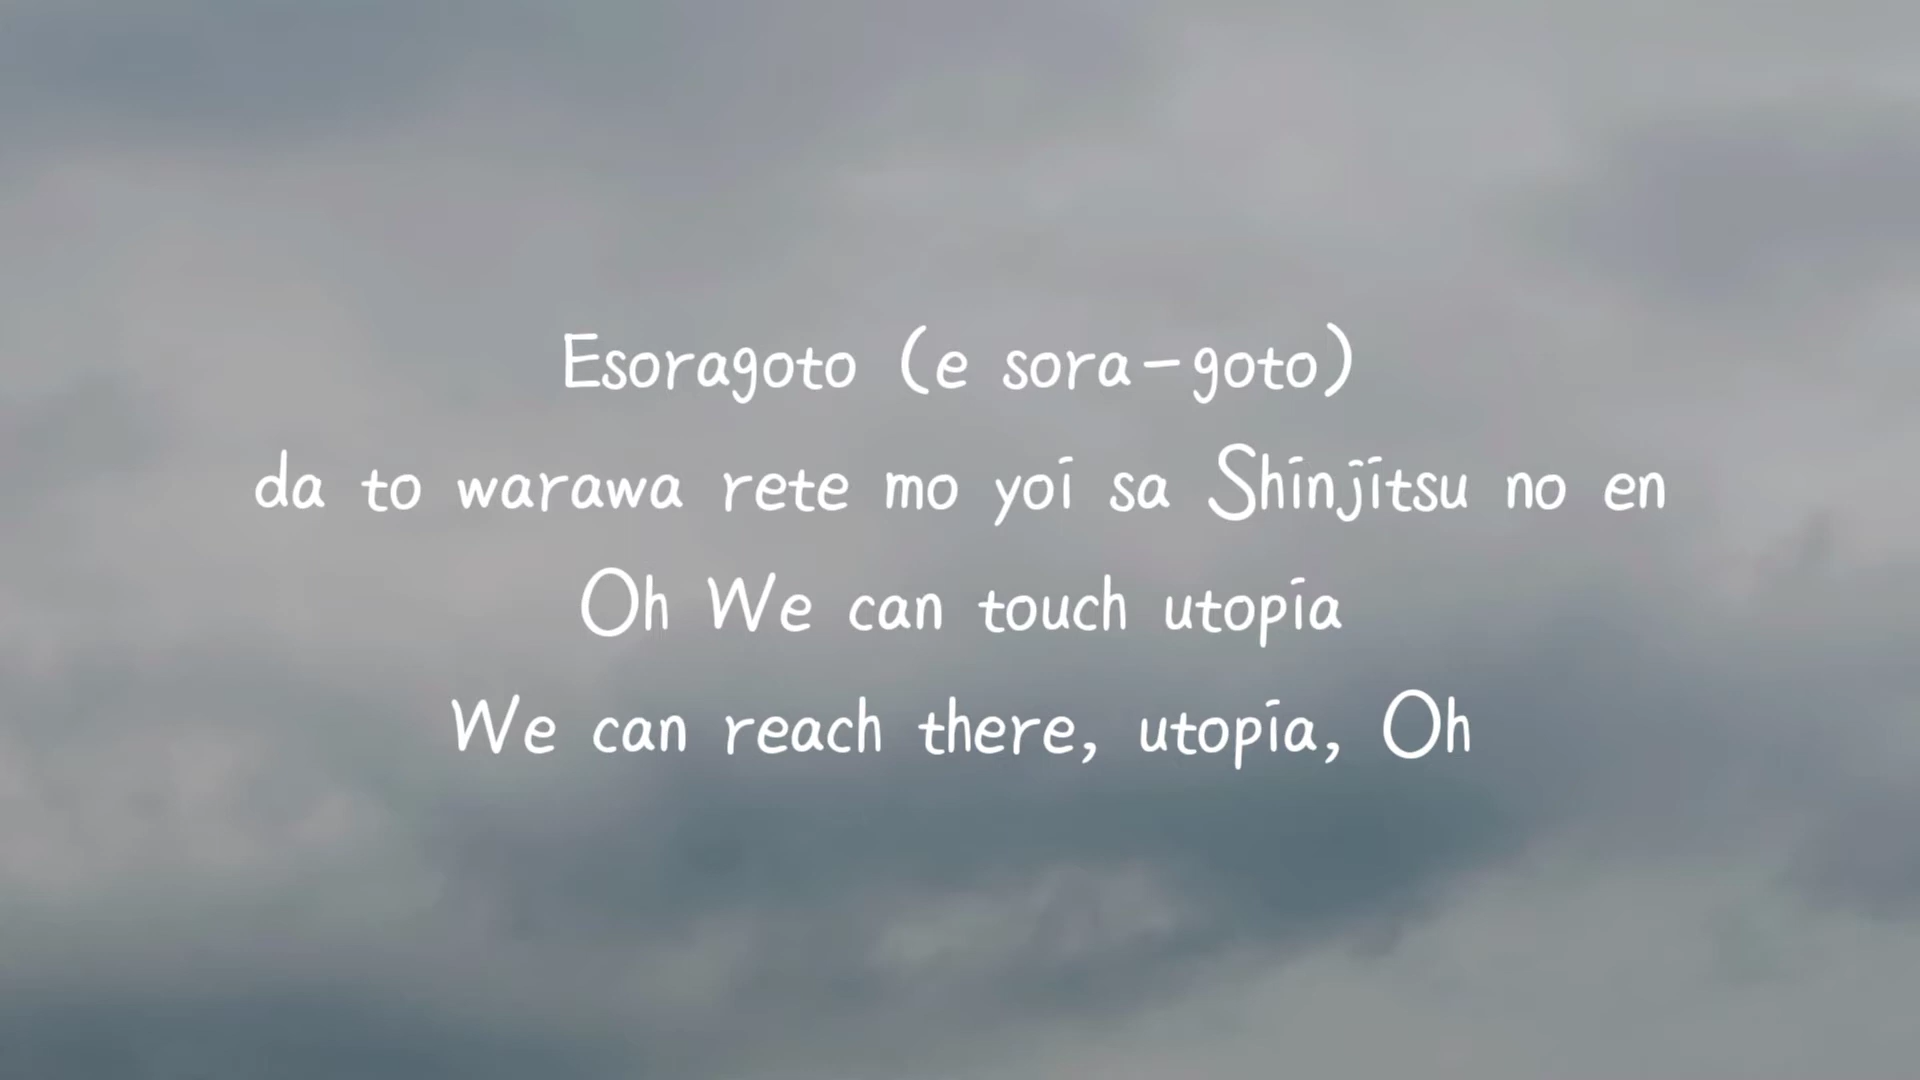 Esoragoto (e sora-goto)
da to warawa rete mo yoi sa Shinjitsu no en
Oh We can touch utopia
We can reach there, utopia, Oh